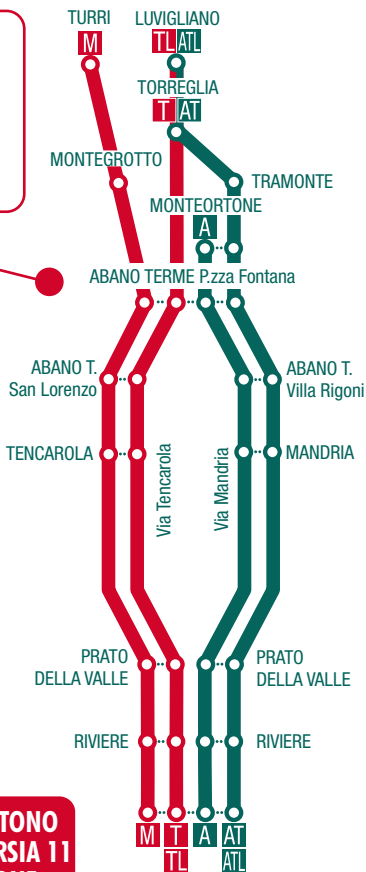 TURRI
LUVIGLIANO
M
TL ATL
TORREGLIA
T AT
MONTEGROTTO
TRAMONTE
MONTEORTONE
A
ABANO TERME P.zza Fontana
ABANO T.
San Lorenzo
ABANO T.
Villa Rigoni
TENCAROLA
Via Tencarola
Via Mandria
MANDRIA
PRATO
DELLA VALLE
PRATO
DELLA VALLE
RIVIERE
RIVIERE
M T A AT
TL ATL
TONO
RSIA 11